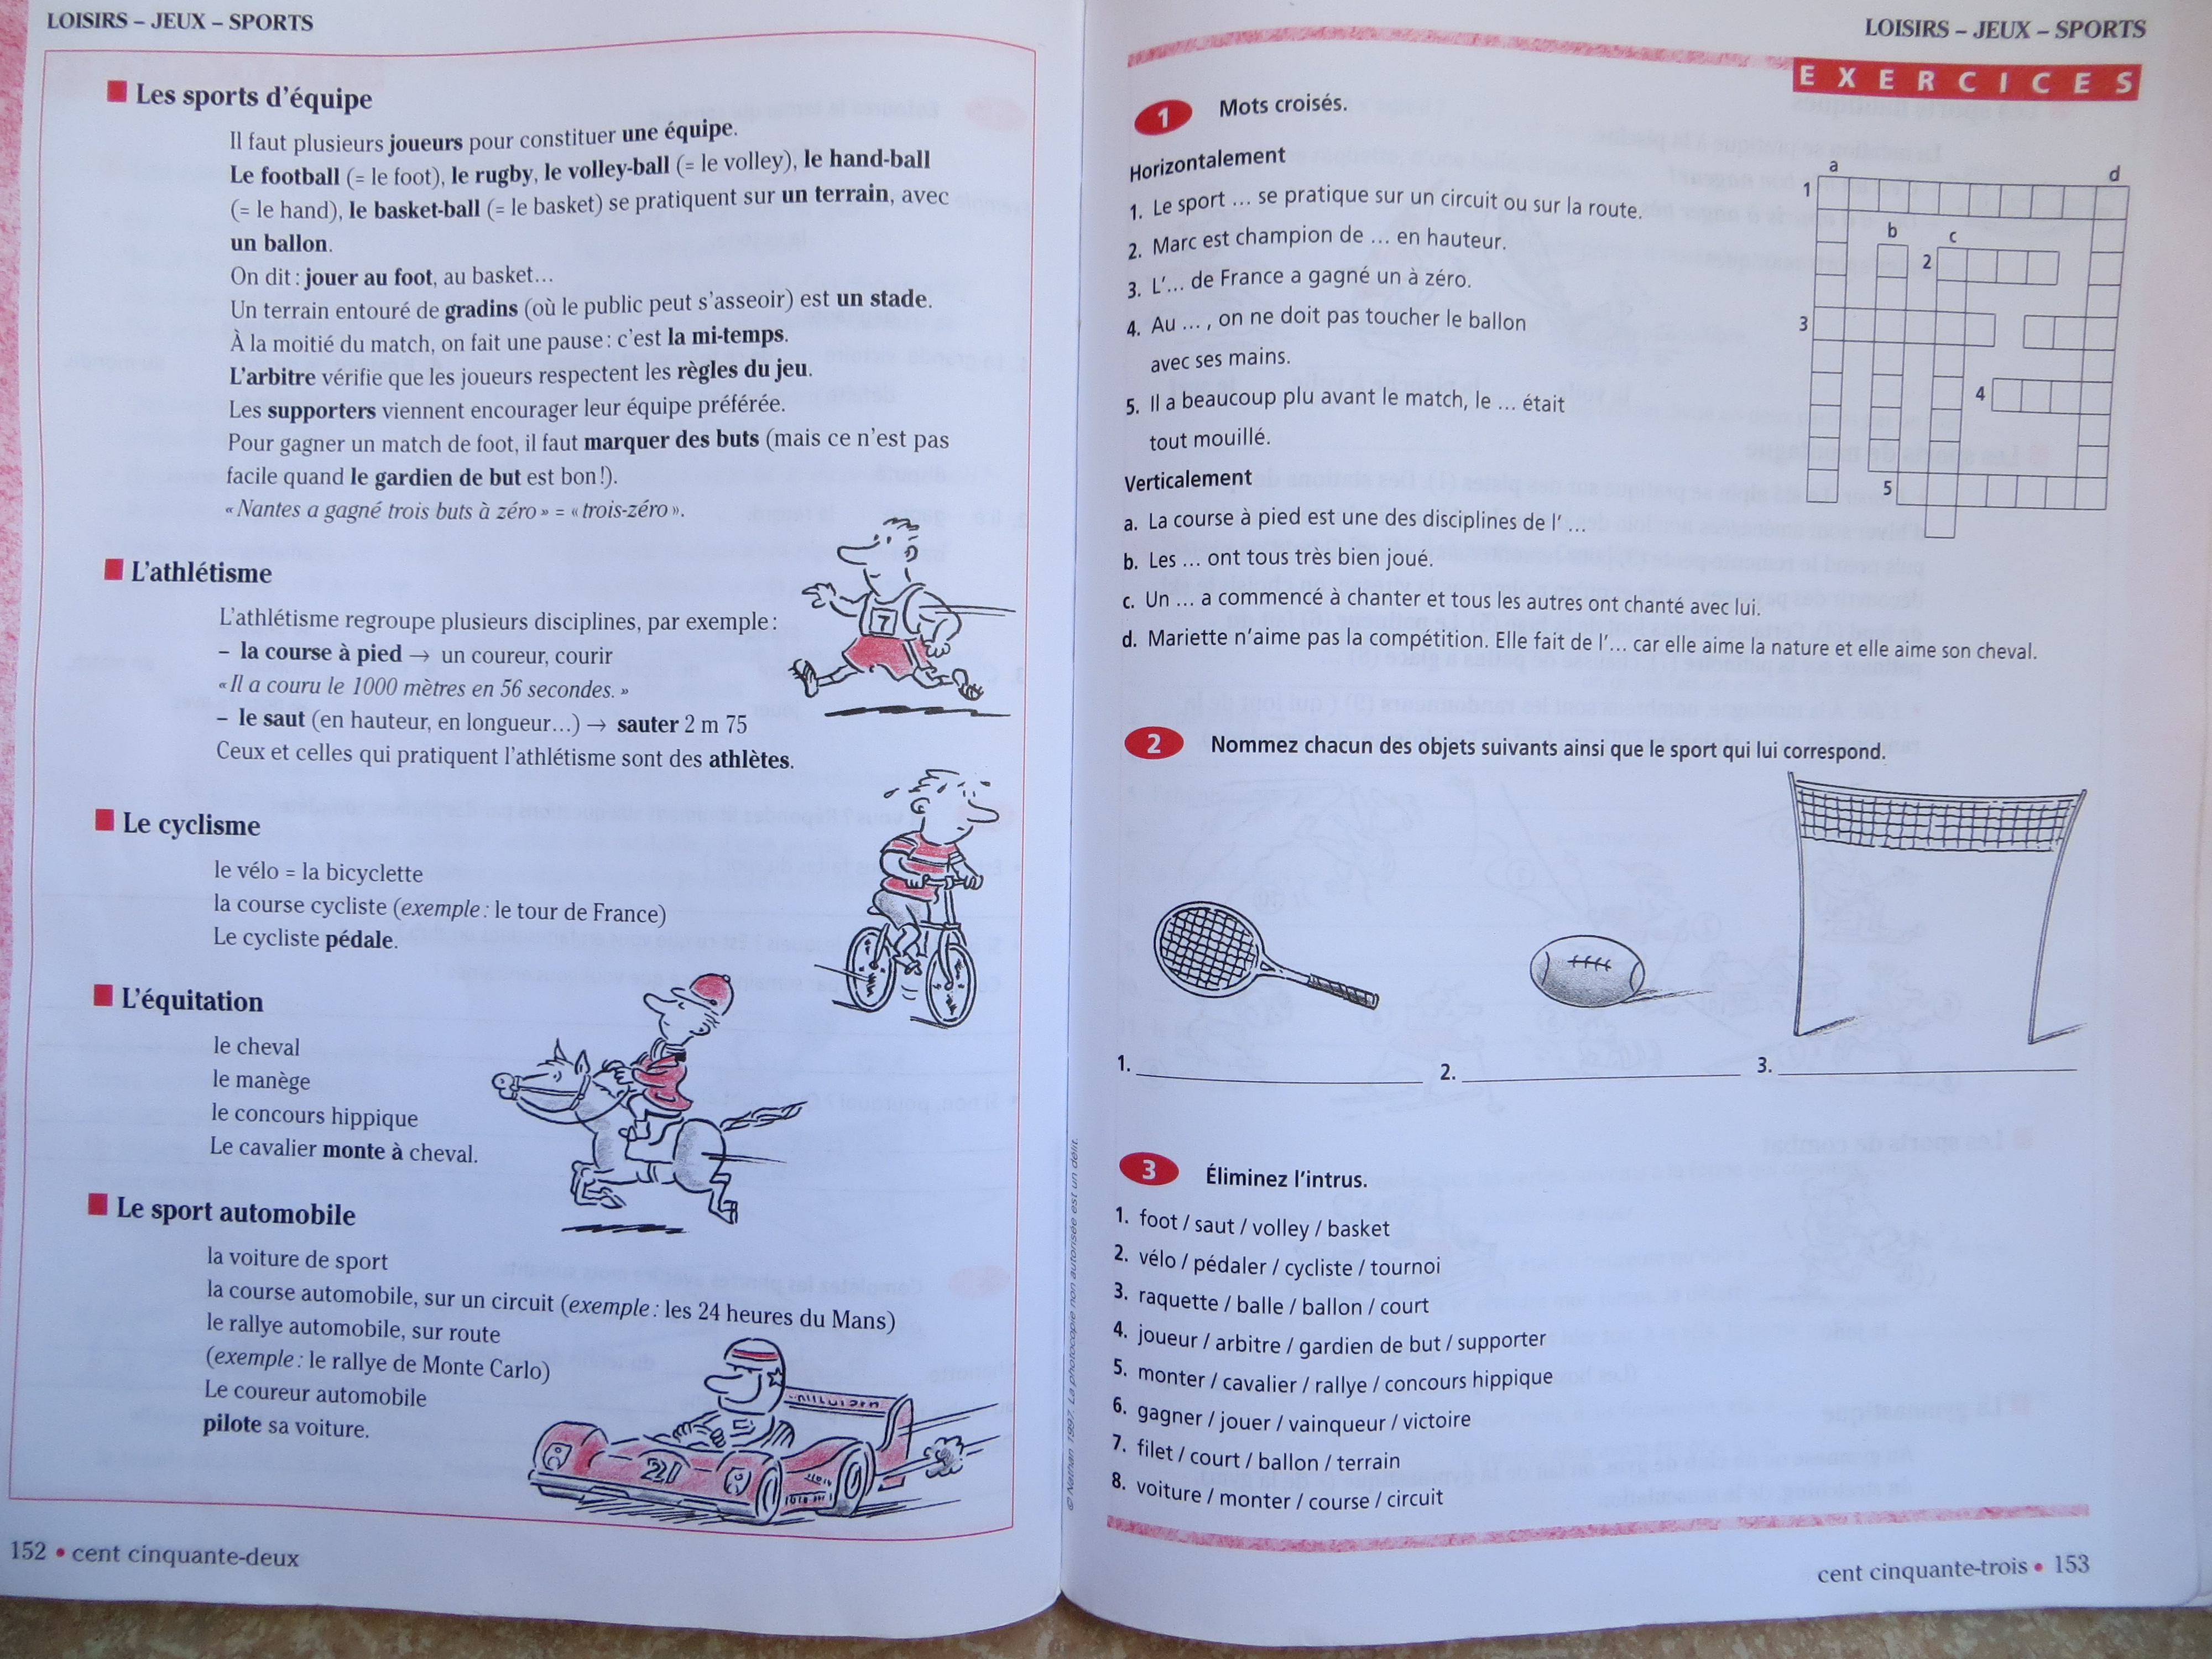 LOISIRS – JEUX – SPORTS
Les sports d'équipe
Il faut plusieurs joueurs pour constituer une équipe.
Le football (= le foot), le rugby, le volley-ball (= le volley), le hand-ball
(= le hand), le basket-ball (= le basket) se pratiquent sur un terrain, avec
un ballon.
On dit : jouer au foot, au basket…
Un terrain entouré de gradins (où le public peut s'asseoir) est un stade.
À la moitié du match, on fait une pause : c'est la mi-temps.
L'arbitre vérifie que les joueurs respectent les règles du jeu.
Les supporters viennent encourager leur équipe préférée.
Pour gagner un match de foot, il faut marquer des buts (mais ce n'est pas
facile quand le gardien de but est bon !).
« Nantes a gagné trois buts à zéro » = « trois-zéro ».
L'athlétisme
L'athlétisme regroupe plusieurs disciplines, par exemple :
– la course à pied → un coureur, courir
« Il a couru le 1000 mètres en 56 secondes. »
– le saut (en hauteur, en longueur…) → sauter 2 m 75
Ceux et celles qui pratiquent l'athlétisme sont des athlètes.
7
Le cyclisme
le vélo = la bicyclette
la course cycliste (exemple : le tour de France)
Le cycliste pédale.
L'équitation
le cheval
le manège
le concours hippique
Le cavalier monte à cheval.
Le sport automobile
la voiture de sport
la course automobile, sur un circuit (exemple : les 24 heures du Mans)
le rallye automobile, sur route
(exemple : le rallye de Monte Carlo)
Le coureur automobile
pilote sa voiture.
21
152 • cent cinquante-deux
© Nathan 1997. La photocopie non autorisée est un délit.
LOISIRS – JEUX – SPORTS
EXERCICES
1 Mots croisés.
Horizontalement
1. Le sport … se pratique sur un circuit ou sur la route.
2. Marc est champion de … en hauteur.
3. L'… de France a gagné un à zéro.
4. Au … , on ne doit pas toucher le ballon
avec ses mains.
5. Il a beaucoup plu avant le match, le … était
tout mouillé.
Verticalement
a. La course à pied est une des disciplines de l' …
b. Les … ont tous très bien joué.
c. Un … a commencé à chanter et tous les autres ont chanté avec lui.
d. Mariette n'aime pas la compétition. Elle fait de l'… car elle aime la nature et elle aime son cheval.
a d
1
b c
2
3
4
5
2 Nommez chacun des objets suivants ainsi que le sport qui lui correspond.
1. 2. 3.
3 Éliminez l'intrus.
1. foot / saut / volley / basket
2. vélo / pédaler / cycliste / tournoi
3. raquette / balle / ballon / court
4. joueur / arbitre / gardien de but / supporter
5. monter / cavalier / rallye / concours hippique
6. gagner / jouer / vainqueur / victoire
7. filet / court / ballon / terrain
8. voiture / monter / course / circuit
cent cinquante-trois • 153